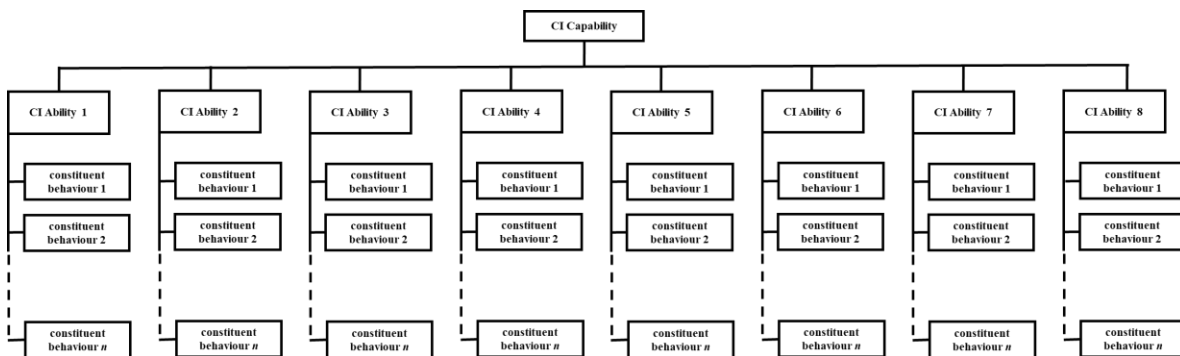 CI Capability
CI Ability 1
CI Ability 2
CI Ability 3
CI Ability 4
CI Ability 5
CI Ability 6
CI Ability 7
CI Ability 8
constituent
behaviour 1
constituent
behaviour 1
constituent
behaviour 1
constituent
behaviour 1
constituent
behaviour 1
constituent
behaviour 1
constituent
behaviour 1
constituent
behaviour 1
constituent
behaviour 2
constituent
behaviour 2
constituent
behaviour 2
constituent
behaviour 2
constituent
behaviour 2
constituent
behaviour 2
constituent
behaviour 2
constituent
behaviour 2
constituent
behaviour n
constituent
behaviour n
constituent
behaviour n
constituent
behaviour n
constituent
behaviour n
constituent
behaviour n
constituent
behaviour n
constituent
behaviour n